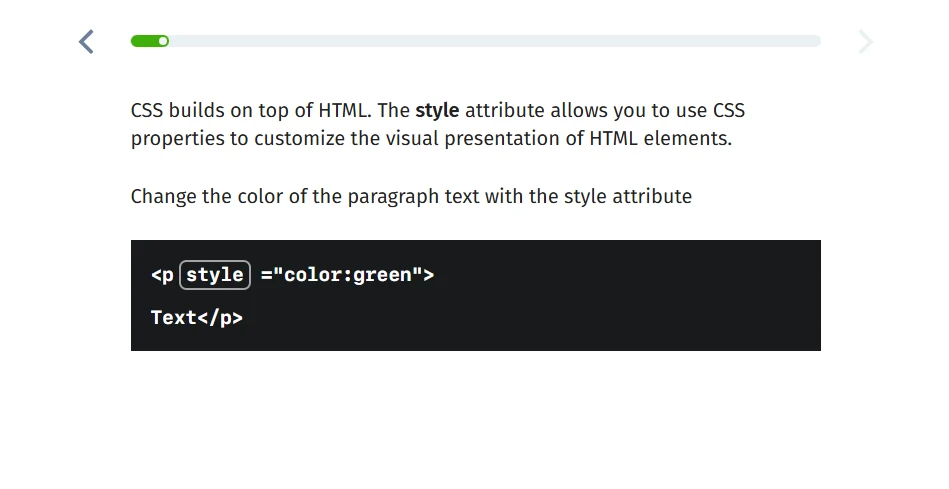 CSS builds on top of HTML. The style attribute allows you to use CSS
properties to customize the visual presentation of HTML elements.
Change the color of the paragraph text with the style attribute
<p style ="color:green">
Text</p>